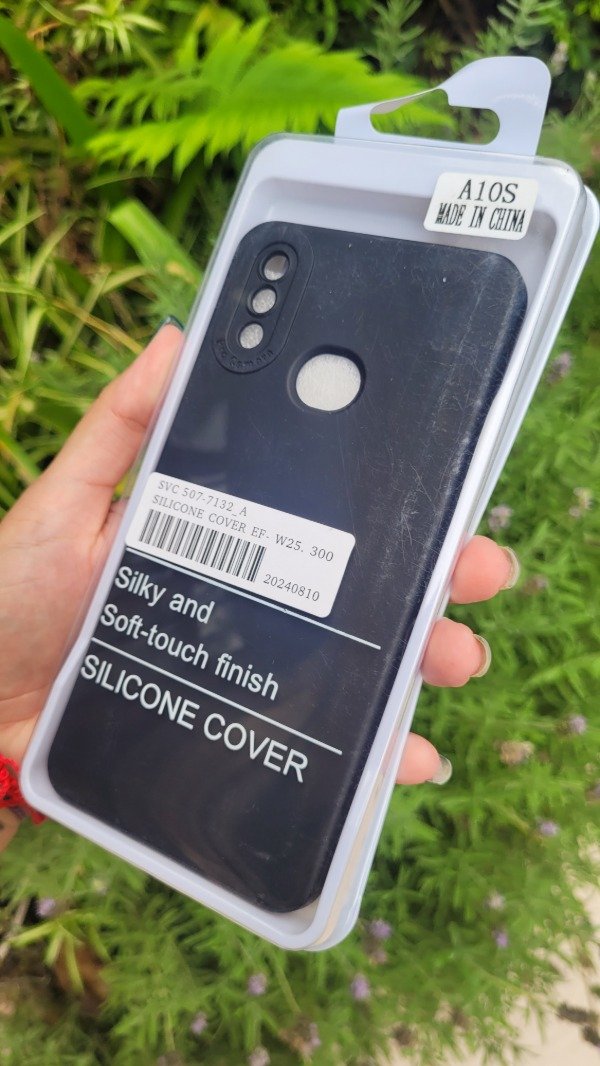 A10S
MADE IN CHINA
SVC 507-7132_A
SILICONE COVER EF- W25. 300
20240810
Silky and
Soft-touch finish
SILICONE COVER